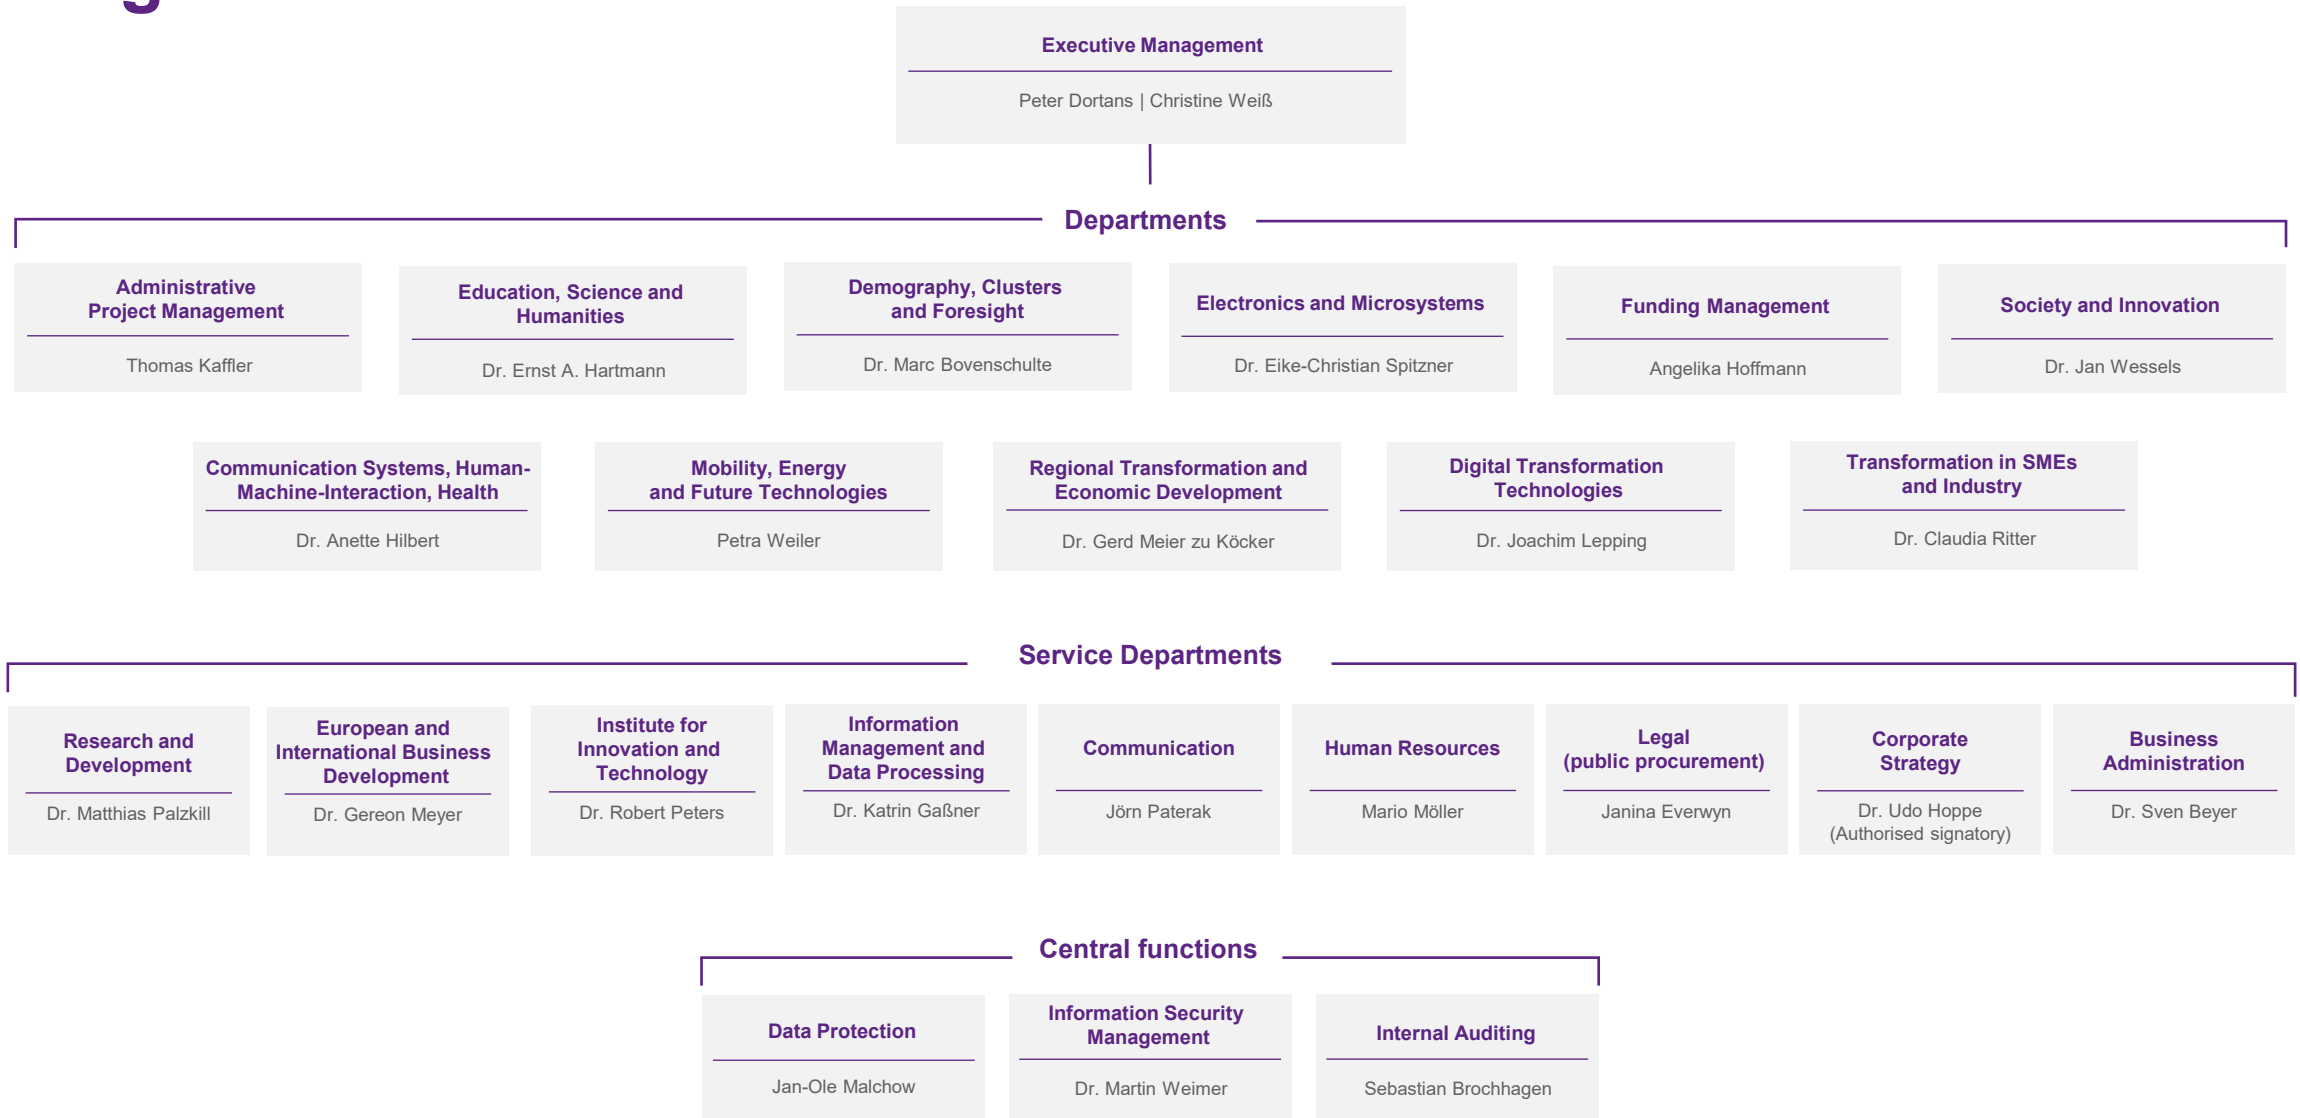 Executive Management
Peter Dortans | Christine Weiß
Departments
Administrative
Project Management
Thomas Kaffler
Education, Science and
Humanities
Dr. Ernst A. Hartmann
Demography, Clusters
and Foresight
Dr. Marc Bovenschulte
Electronics and Microsystems
Dr. Eike-Christian Spitzner
Funding Management
Angelika Hoffmann
Society and Innovation
Dr. Jan Wessels
Communication Systems, Human-
Machine-Interaction, Health
Dr. Anette Hilbert
Mobility, Energy
and Future Technologies
Petra Weiler
Regional Transformation and
Economic Development
Dr. Gerd Meier zu Köcker
Digital Transformation
Technologies
Dr. Joachim Lepping
Transformation in SMEs
and Industry
Dr. Claudia Ritter
Service Departments
Research and
Development
Dr. Matthias Palzkill
European and
International Business
Development
Dr. Gereon Meyer
Institute for
Innovation and
Technology
Dr. Robert Peters
Information
Management and
Data Processing
Dr. Katrin Gaßner
Communication
Jörn Paterak
Human Resources
Mario Möller
Legal
(public procurement)
Janina Everwyn
Corporate
Strategy
Dr. Udo Hoppe
(Authorised signatory)
Business
Administration
Dr. Sven Beyer
Central functions
Data Protection
Jan-Ole Malchow
Information Security
Management
Dr. Martin Weimer
Internal Auditing
Sebastian Brochhagen